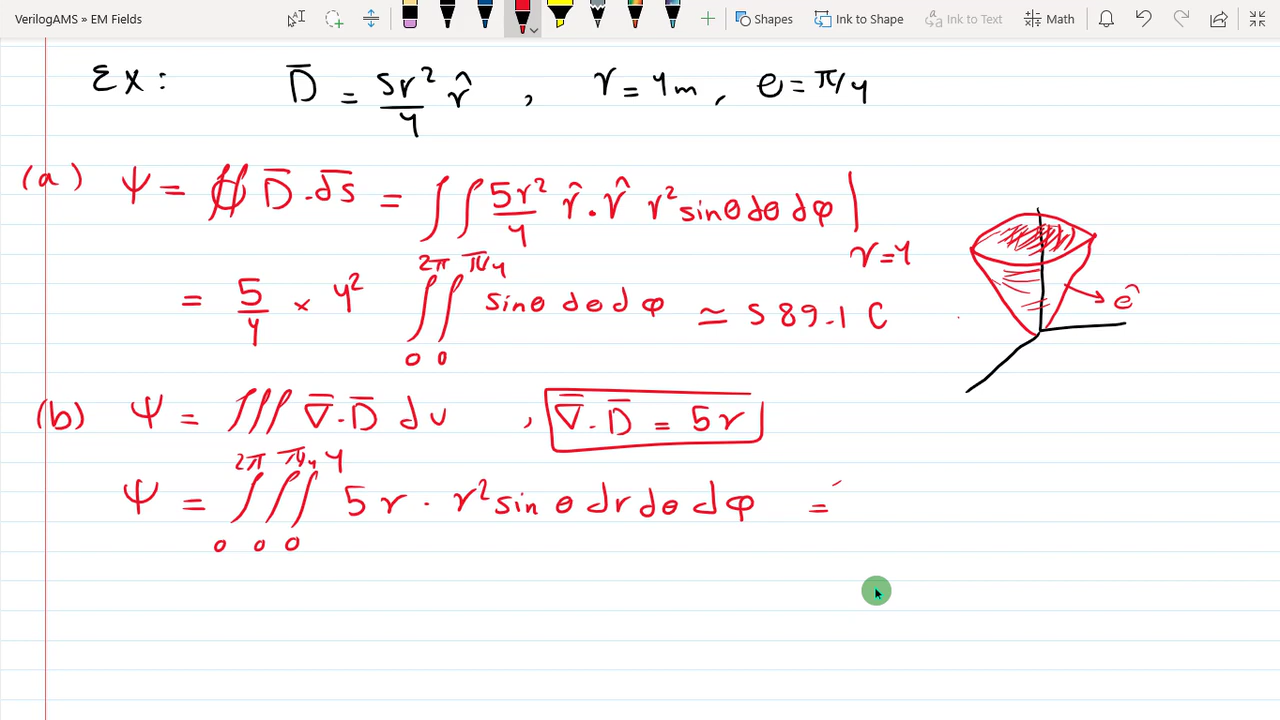 VerilogAMS » EM Fields
Shapes Ink to Shape Ink to Text Math
Ex: D̅ = 5r²/4 r̂ , r = 4m, θ = π/4
(a) Ψ = ∯ D̅ · d̅s̅ = ∫∫ 5r²/4 r̂ · r̂ r² sinθ dθ dφ |r=4
= 5/4 × 4² ∫₀^2π ∫₀^π/4 sinθ dθ dφ ≃ 589.1 C
θ̂
(b) Ψ = ∭ ∇̅ · D̅ dv , ∇̅ · D̅ = 5r
Ψ = ∫₀^2π ∫₀^π/4 ∫₀^4 5r · r² sinθ dr dθ dφ =